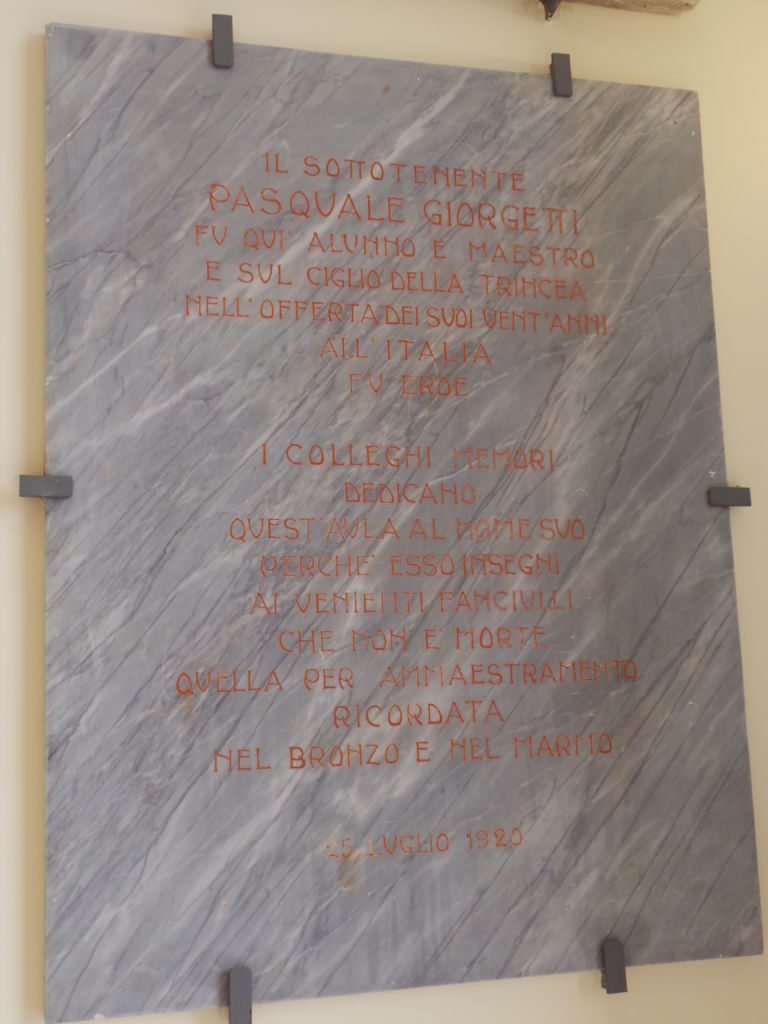 IL SOTTOTENENTE
PASQUALE GIORGETTI
FU QUI' ALUNNO E MAESTRO
E SUL CIGLIO DELLA TRINCEA
NELL'OFFERTA DEI SUOI VENT'ANNI
ALL'ITALIA
FU EROE
I COLLEGHI MEMORI
DEDICANO
QUEST'AULA AL NOME SUO
PERCHE' ESSO INSEGNI
AI VENIENTI FANCIULLI
CHE NON E' MORTE
QUELLA PER AMMAESTRAMENTO
RICORDATA
NEL BRONZO E NEL MARMO
25 LUGLIO 1920